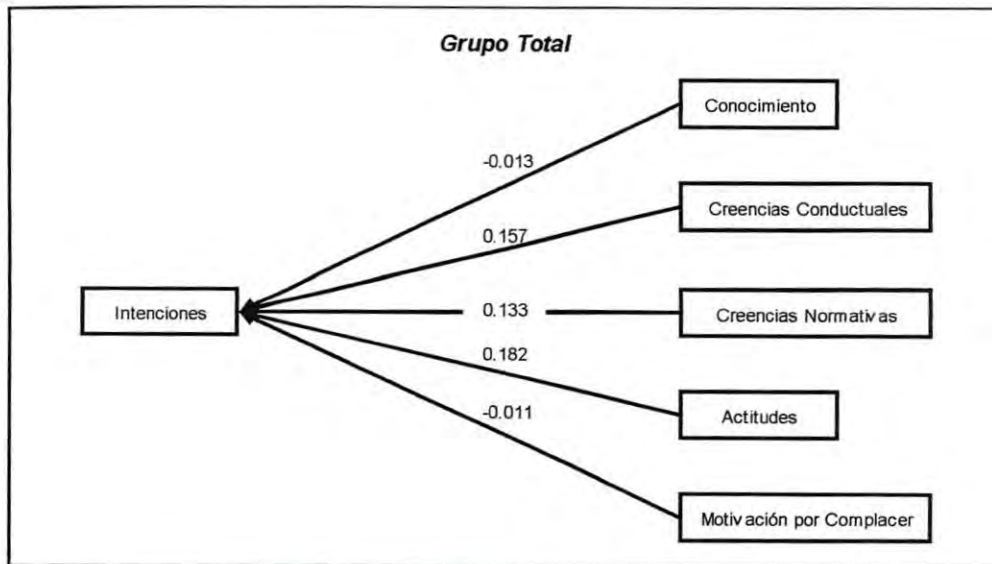 Grupo Total
Conocimiento
-0.013
Creencias Conductuales
0.157
Intenciones
0.133
Creencias Normativas
0.182
Actitudes
-0.011
Motivación por Complacer